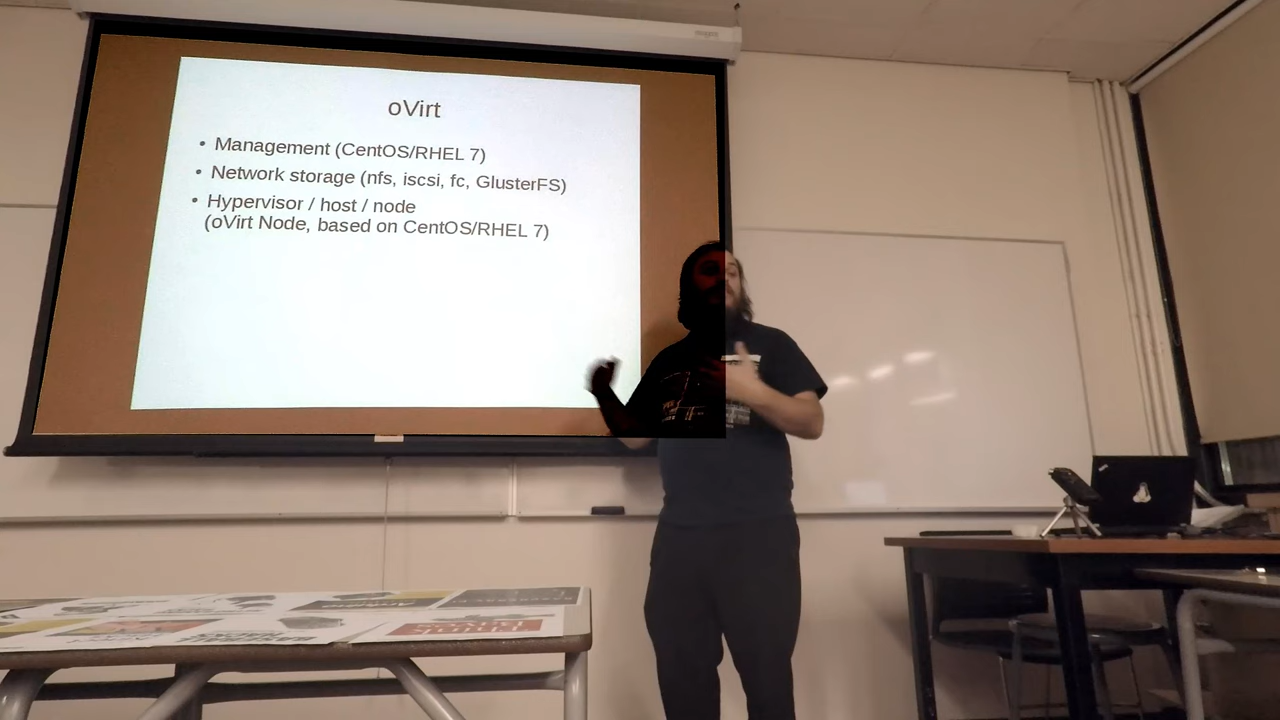 oVirt
• Management (CentOS/RHEL 7)
• Network storage (nfs, iscsi, fc, GlusterFS)
• Hypervisor / host / node
(oVirt Node, based on CentOS/RHEL 7)